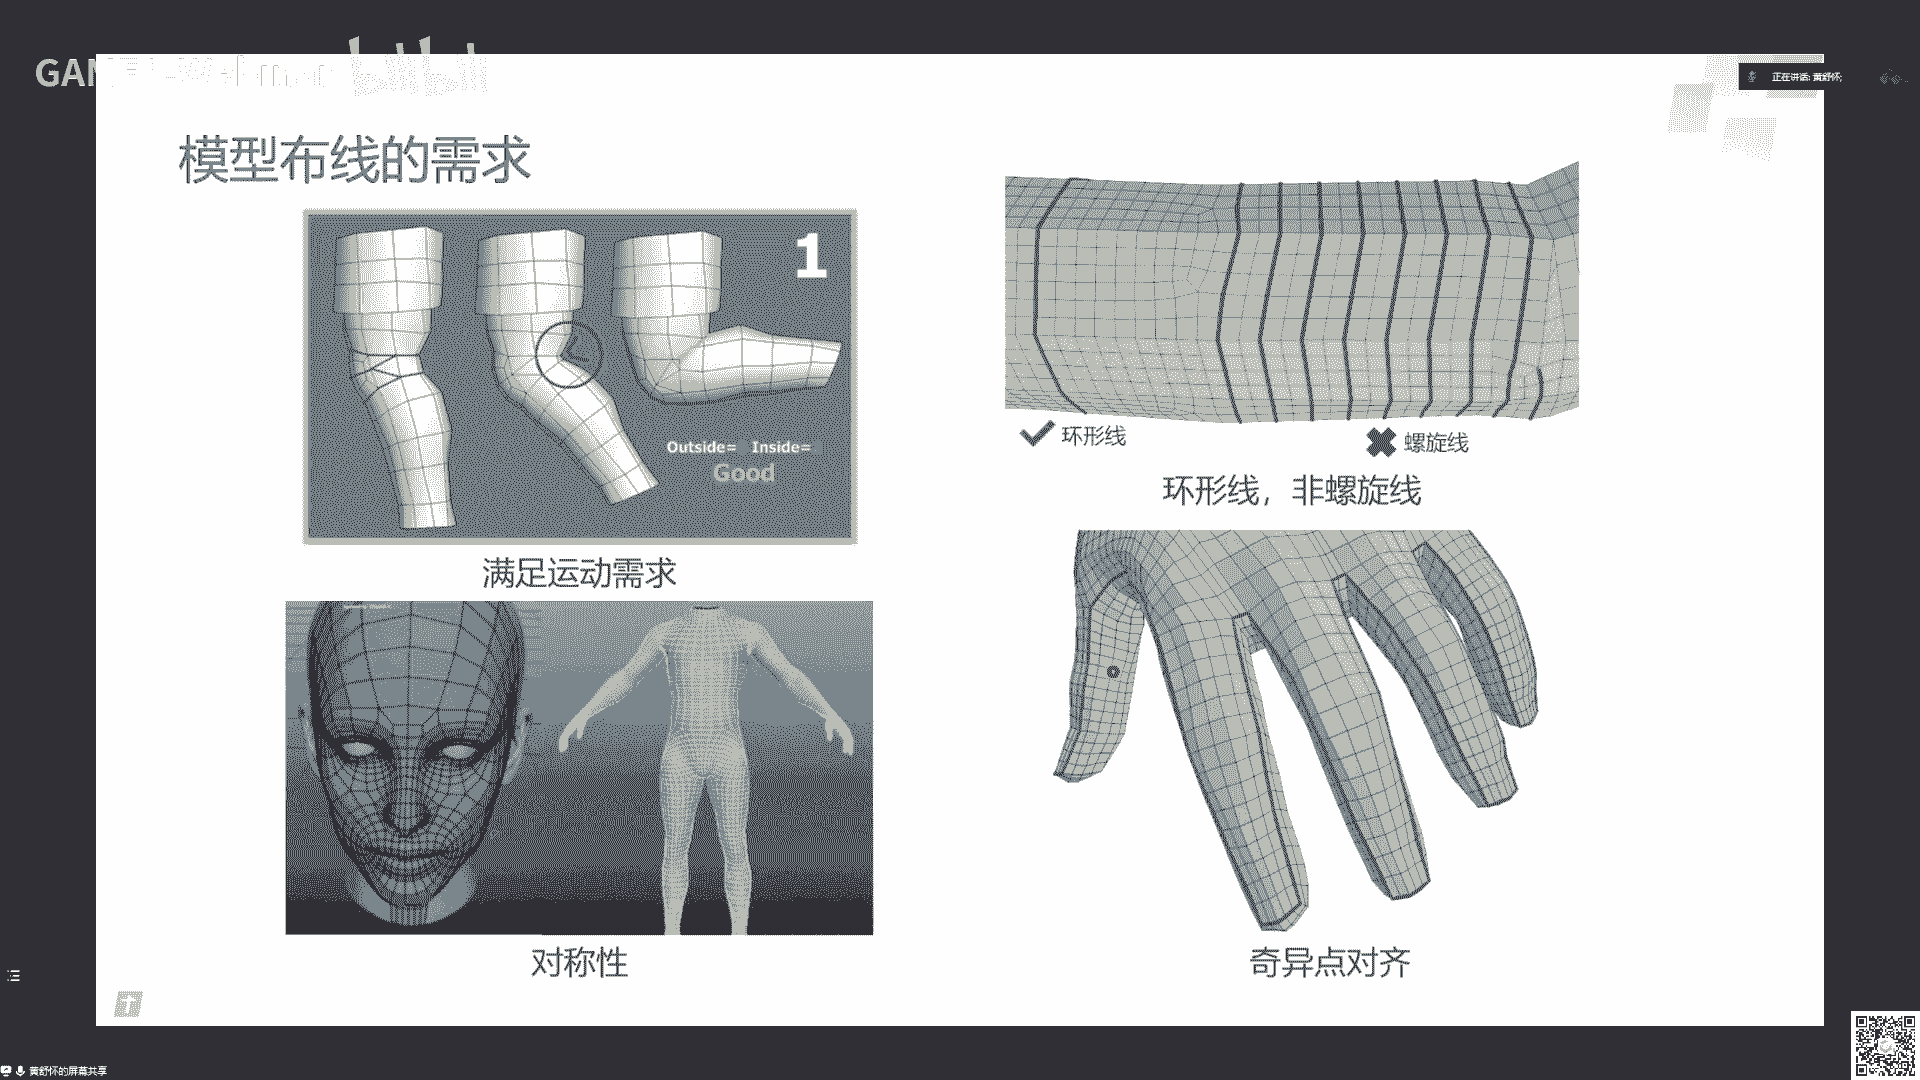 正在讲话: 黄舒怀;
模型布线的需求
1
Outside= Inside=
Good
满足运动需求
环形线
螺旋线
环形线，非螺旋线
对称性
奇异点对齐
黄舒怀的屏幕共享